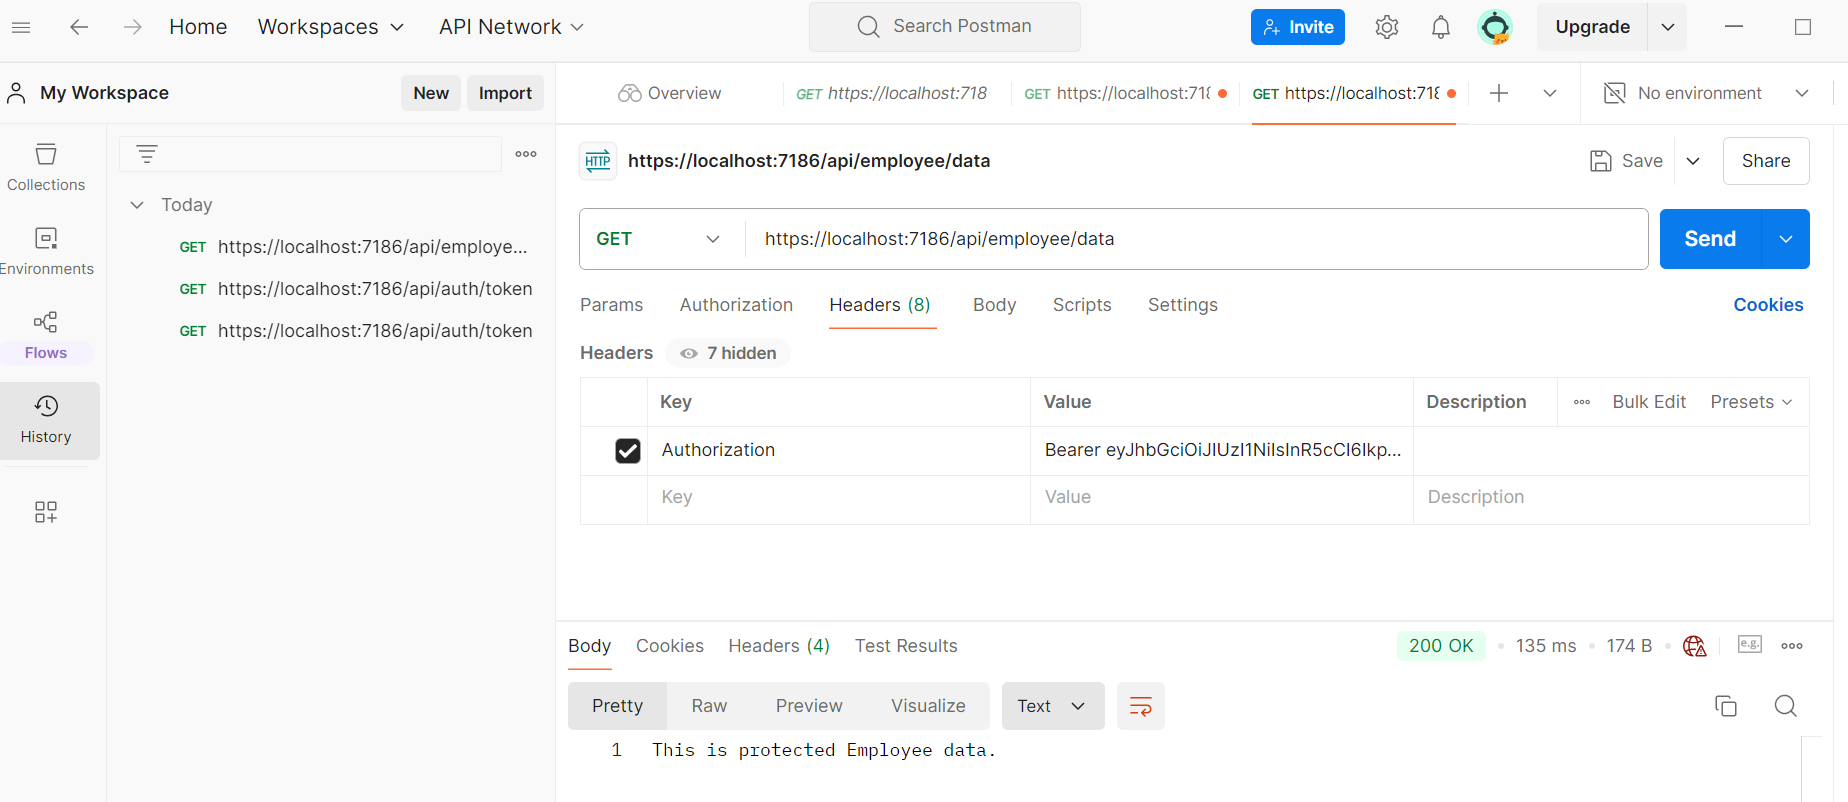 Home Workspaces API Network Search Postman Invite Upgrade
My Workspace New Import
Overview GET https://localhost:718 GET https://localhost:718 GET https://localhost:718 No environment
Collections
Environments
Flows
History
Today
GET https://localhost:7186/api/employe...
GET https://localhost:7186/api/auth/token
GET https://localhost:7186/api/auth/token
HTTP https://localhost:7186/api/employee/data Save Share
GET https://localhost:7186/api/employee/data Send
Params Authorization Headers (8) Body Scripts Settings Cookies
Headers 7 hidden
Key Value Description Bulk Edit Presets
Authorization Bearer eyJhbGciOiJIUzI1NiIsInR5cCI6Ikp...
Key Value Description
Body Cookies Headers (4) Test Results 200 OK 135 ms 174 B e.g.
Pretty Raw Preview Visualize Text
1 This is protected Employee data.